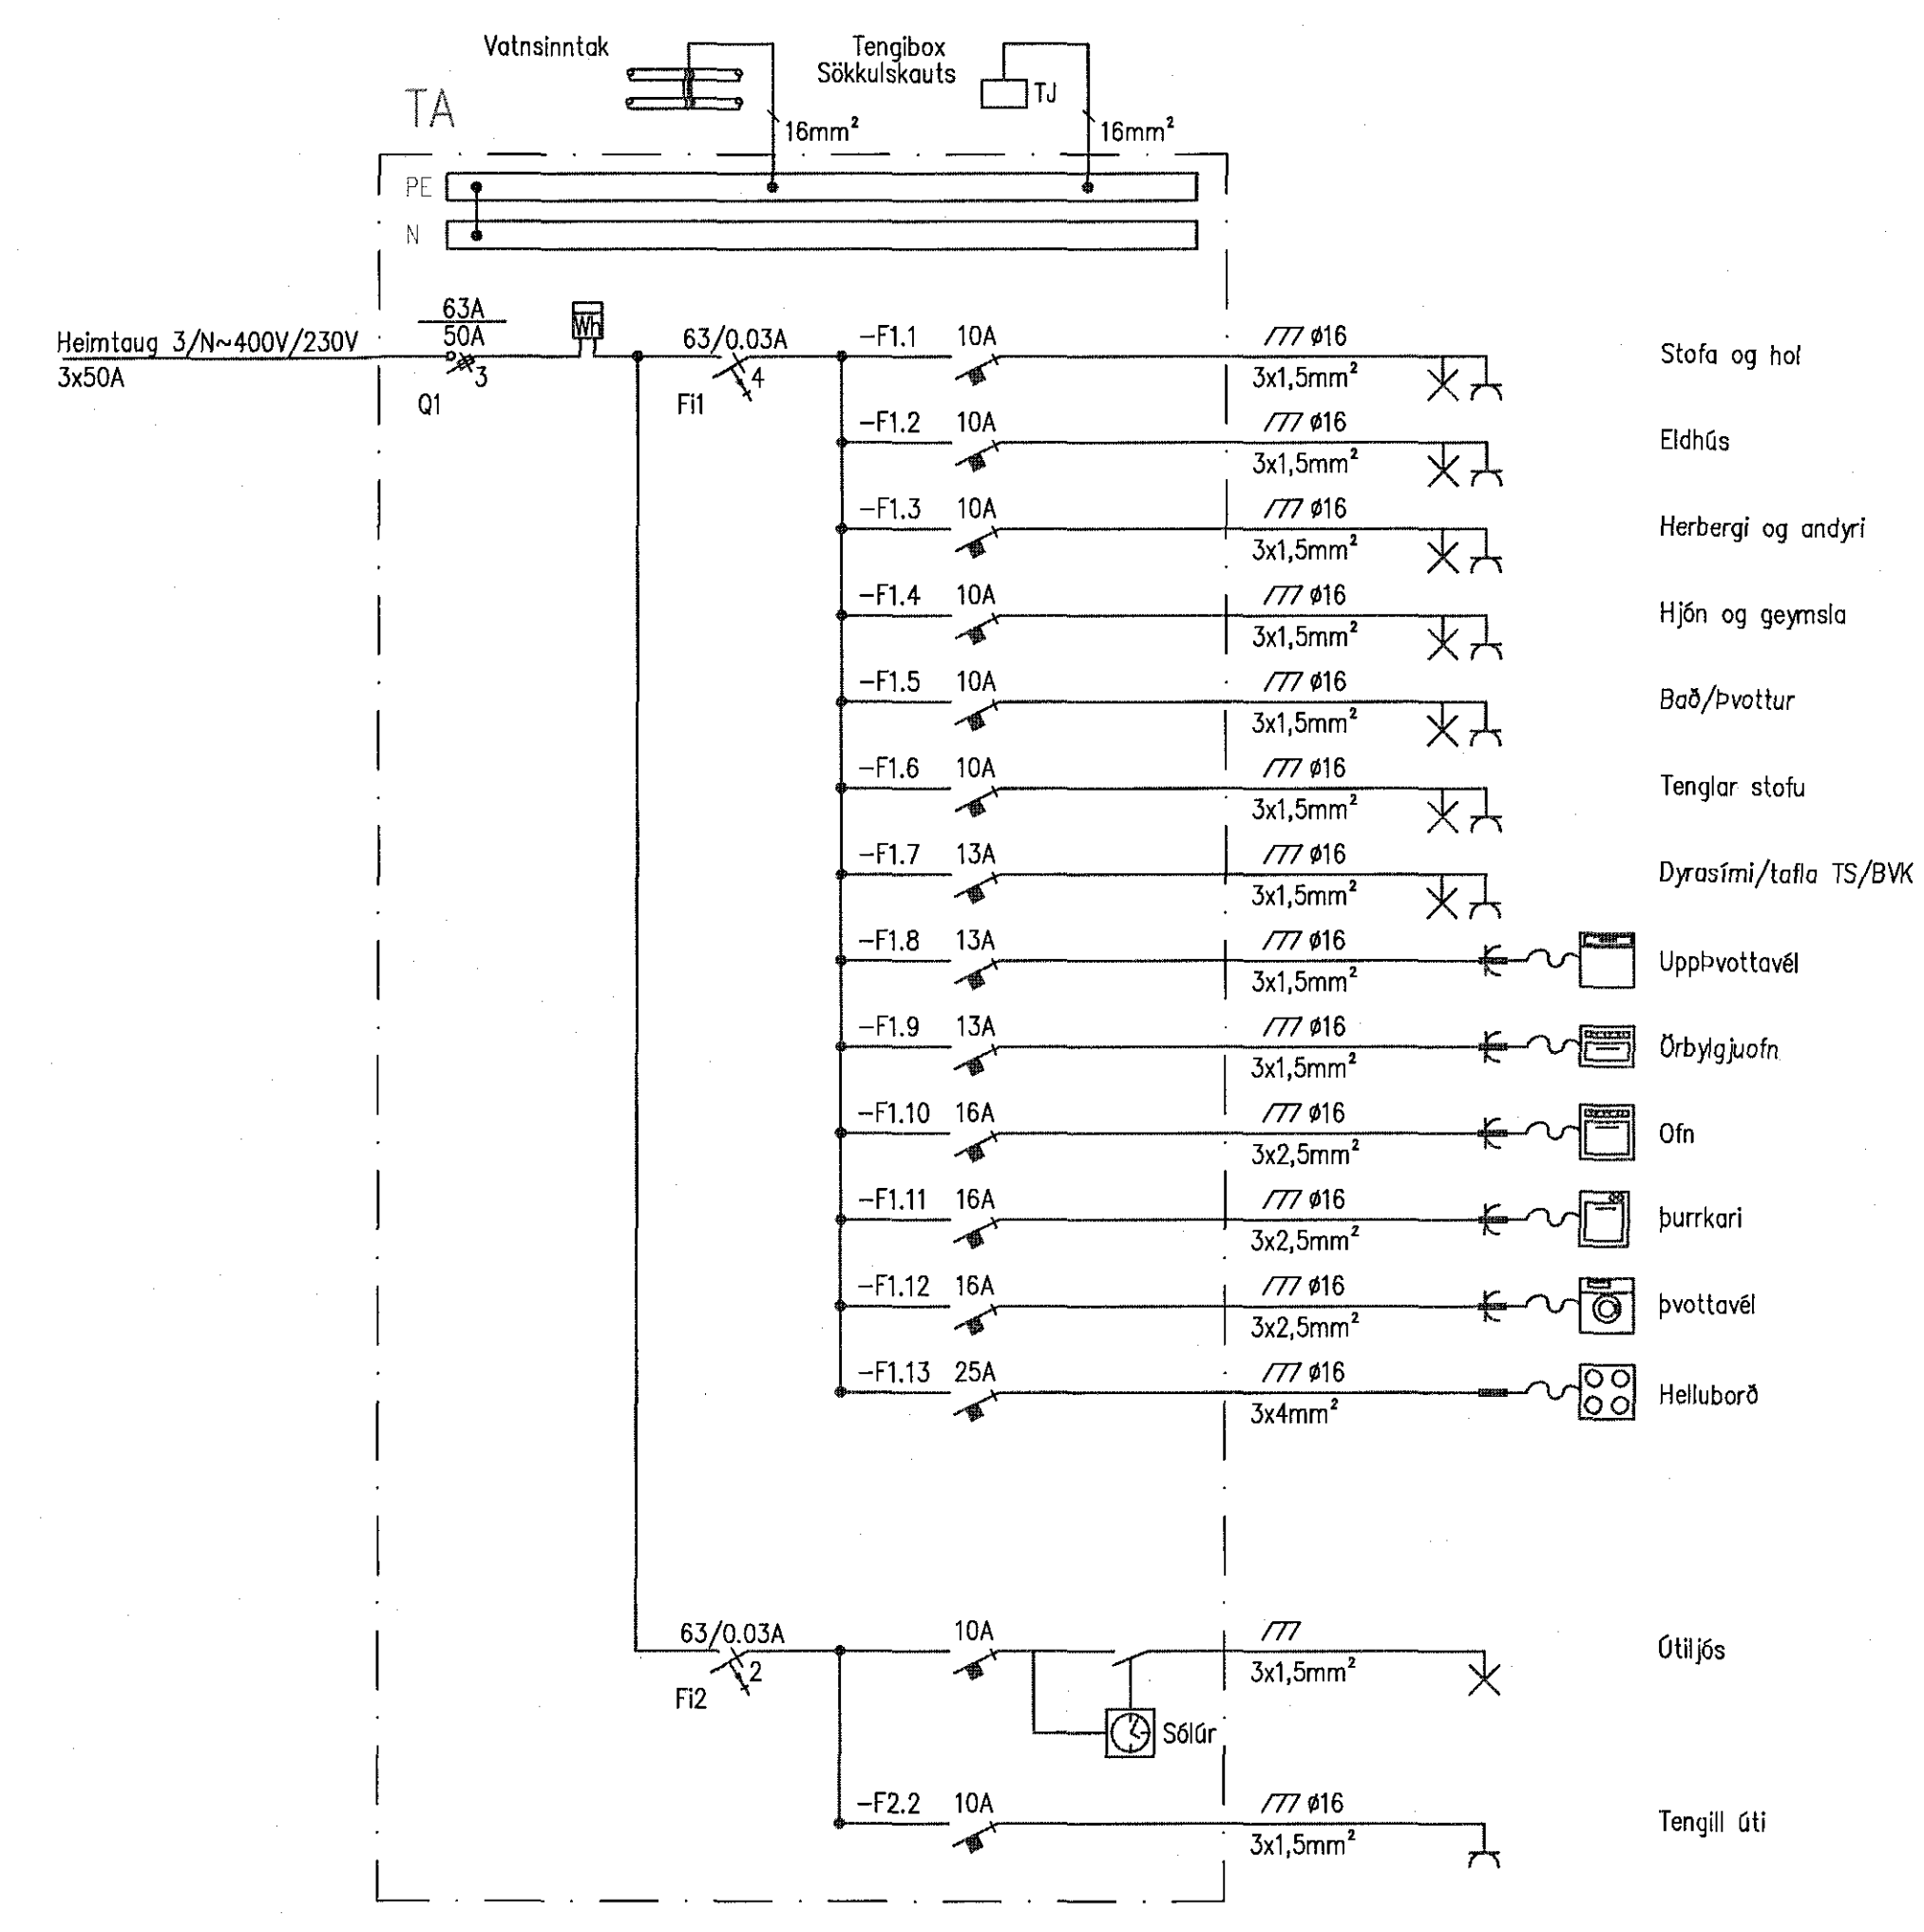 Vatnsinntak
Tengibox
Sökkulskauts
TJ
TA
16mm²
16mm²
PE
N
Heimtaug 3/N~400V/230V
3x50A
63A
50A
3
Q1
Wh
63/0.03A
4
Fi1
-F1.1 10A ø16 Stofa og hol
3x1,5mm²
-F1.2 10A ø16 Eldhús
3x1,5mm²
-F1.3 10A ø16 Herbergi og andyri
3x1,5mm²
-F1.4 10A ø16 Hjón og geymsla
3x1,5mm²
-F1.5 10A ø16 Bað/Þvottur
3x1,5mm²
-F1.6 10A ø16 Tenglar stofu
3x1,5mm²
-F1.7 13A ø16 Dyrasími/tafla TS/BVK
3x1,5mm²
-F1.8 13A ø16 UppÞvottavél
3x1,5mm²
-F1.9 13A ø16 Örbylgjuofn
3x1,5mm²
-F1.10 16A ø16 Ofn
3x2,5mm²
-F1.11 16A ø16 þurrkari
3x2,5mm²
-F1.12 16A ø16 þvottavél
3x2,5mm²
-F1.13 25A ø16 Helluborð
3x4mm²
63/0.03A
2
Fi2
10A Útiljós
3x1,5mm²
Sólúr
-F2.2 10A ø16 Tengill úti
3x1,5mm²